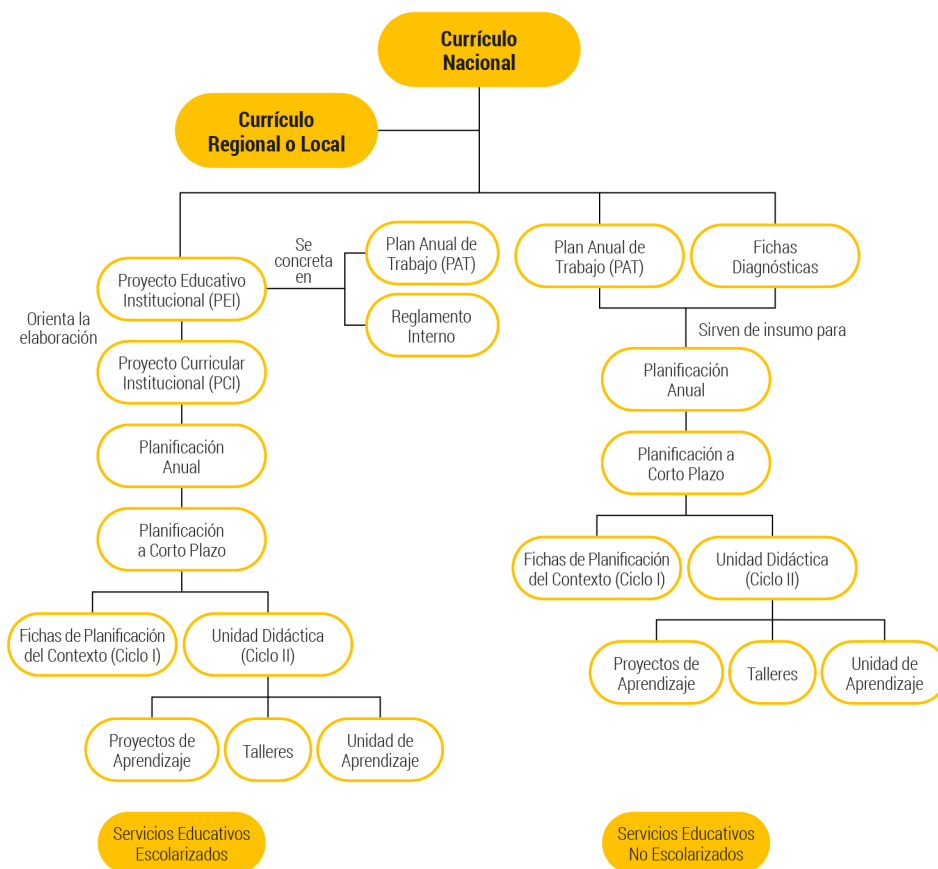 Currículo
Nacional
Currículo
Regional o Local
Proyecto Educativo
Institucional (PEI)
Se
concreta
en
Plan Anual de
Trabajo (PAT)
Reglamento
Interno
Orienta la
elaboración
Proyecto Curricular
Institucional (PCI)
Planificación
Anual
Planificación
a Corto Plazo
Fichas de Planificación
del Contexto (Ciclo I)
Unidad Didáctica
(Ciclo II)
Proyectos de
Aprendizaje
Talleres
Unidad de
Aprendizaje
Servicios Educativos
Escolarizados
Plan Anual de
Trabajo (PAT)
Fichas
Diagnósticas
Sirven de insumo para
Planificación
Anual
Planificación a
Corto Plazo
Fichas de Planificación
del Contexto (Ciclo I)
Unidad Didáctica
(Ciclo II)
Proyectos de
Aprendizaje
Talleres
Unidad de
Aprendizaje
Servicios Educativos
No Escolarizados